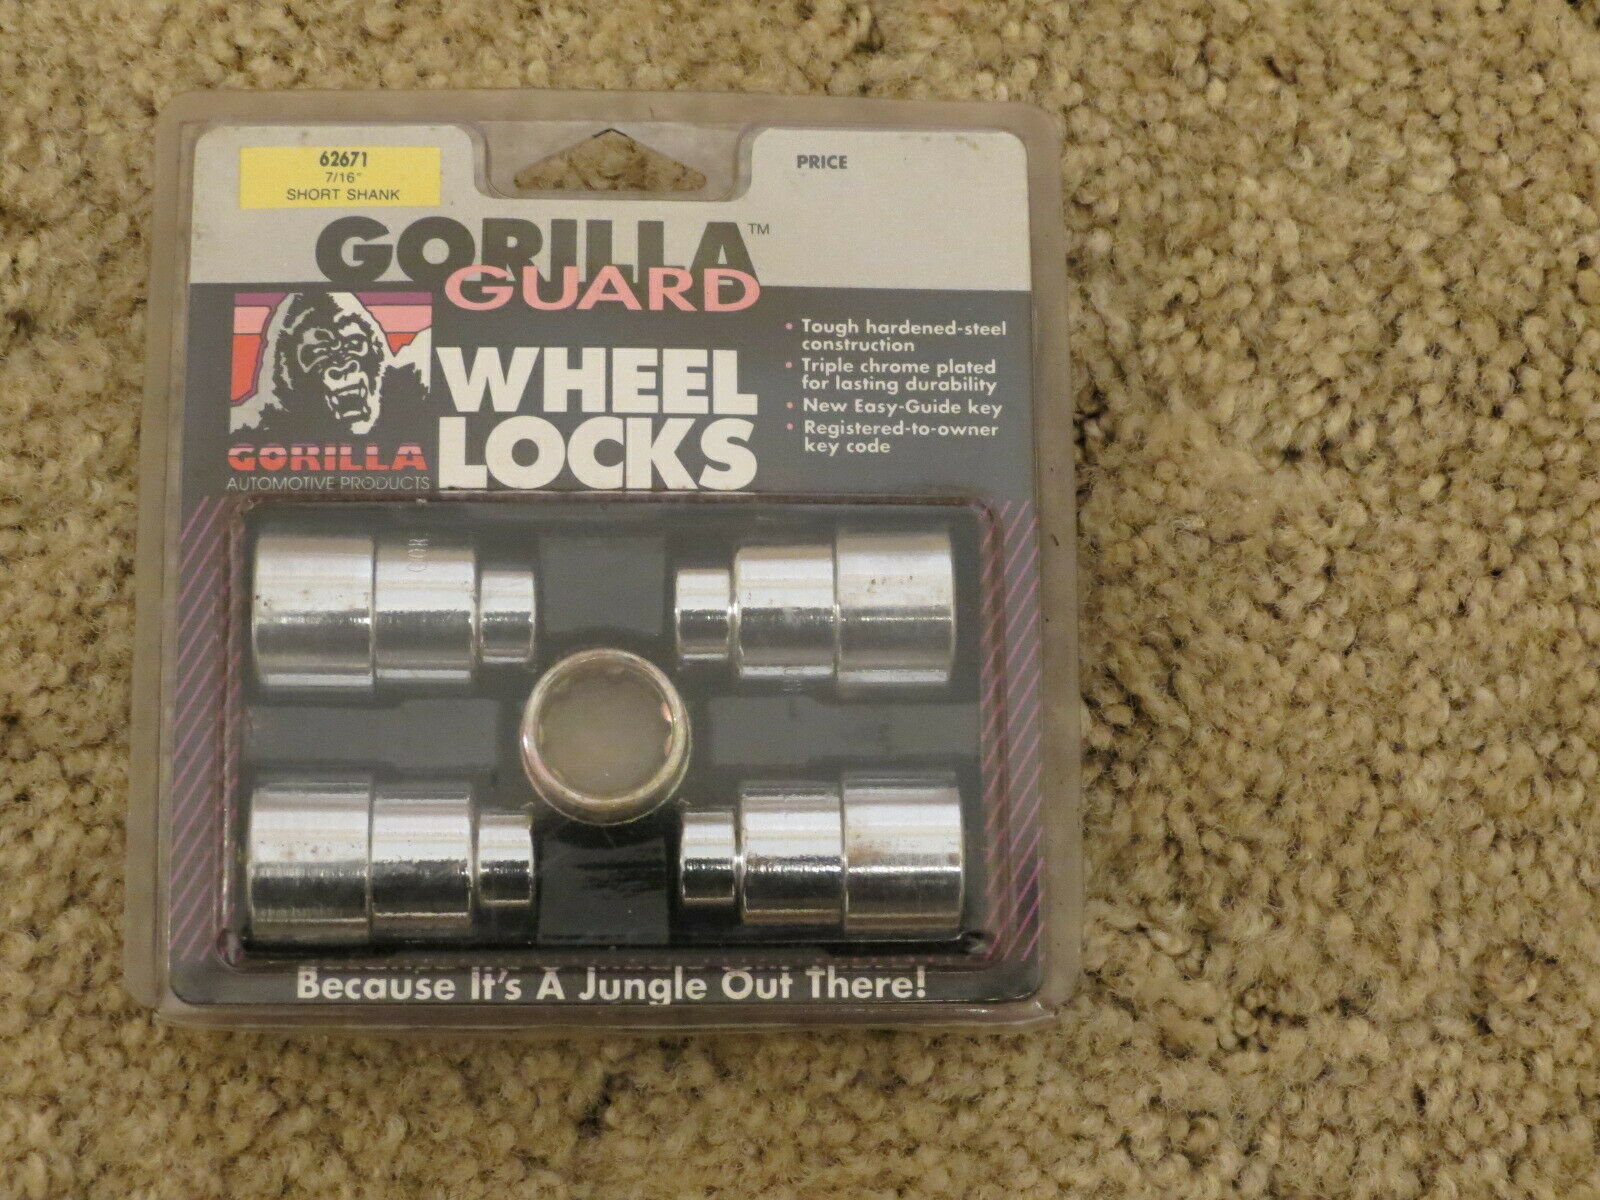 62671
7/16"
SHORT SHANK
PRICE
GORILLA™
GUARD
WHEEL
LOCKS
GORILLA
AUTOMOTIVE PRODUCTS
• Tough hardened-steel
construction
• Triple chrome plated
for lasting durability
• New Easy-Guide key
• Registered-to-owner
key code
Because It's A Jungle Out There!